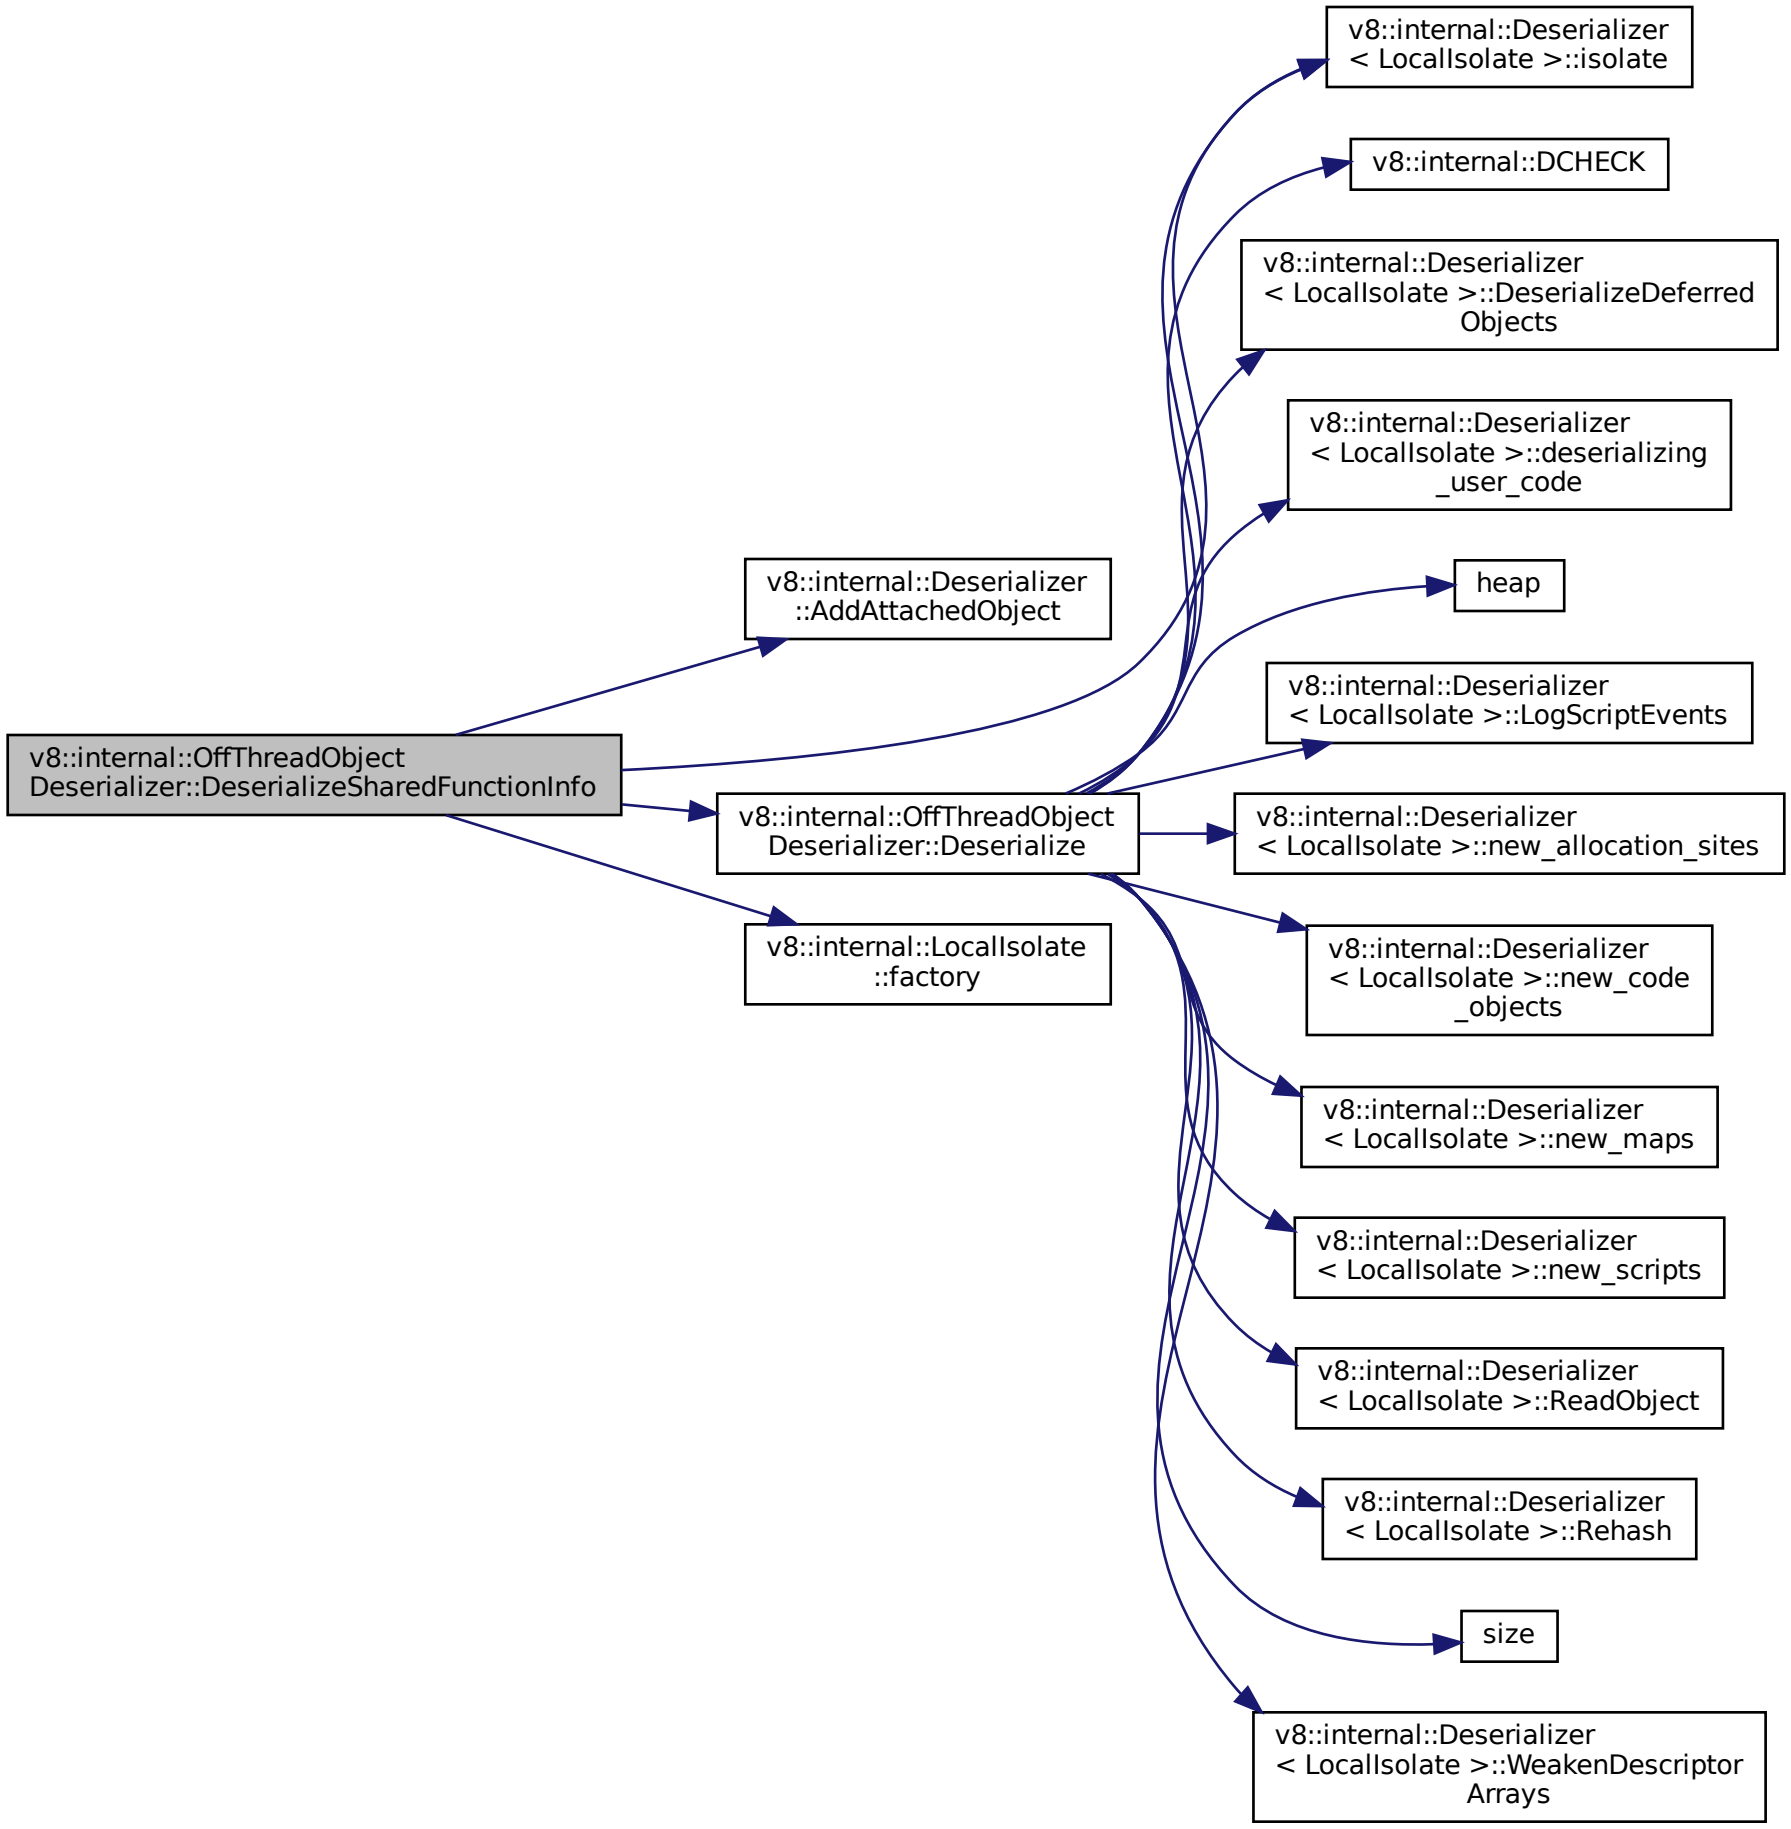 v8::internal::Deserializer
< LocalIsolate >::isolate
v8::internal::DCHECK
v8::internal::Deserializer
< LocalIsolate >::DeserializeDeferred
Objects
v8::internal::Deserializer
< LocalIsolate >::deserializing
_user_code
v8::internal::Deserializer
::AddAttachedObject
heap
v8::internal::Deserializer
< LocalIsolate >::LogScriptEvents
v8::internal::OffThreadObject
Deserializer::DeserializeSharedFunctionInfo
v8::internal::OffThreadObject
Deserializer::Deserialize
v8::internal::Deserializer
< LocalIsolate >::new_allocation_sites
v8::internal::LocalIsolate
::factory
v8::internal::Deserializer
< LocalIsolate >::new_code
_objects
v8::internal::Deserializer
< LocalIsolate >::new_maps
v8::internal::Deserializer
< LocalIsolate >::new_scripts
v8::internal::Deserializer
< LocalIsolate >::ReadObject
v8::internal::Deserializer
< LocalIsolate >::Rehash
size
v8::internal::Deserializer
< LocalIsolate >::WeakenDescriptor
Arrays